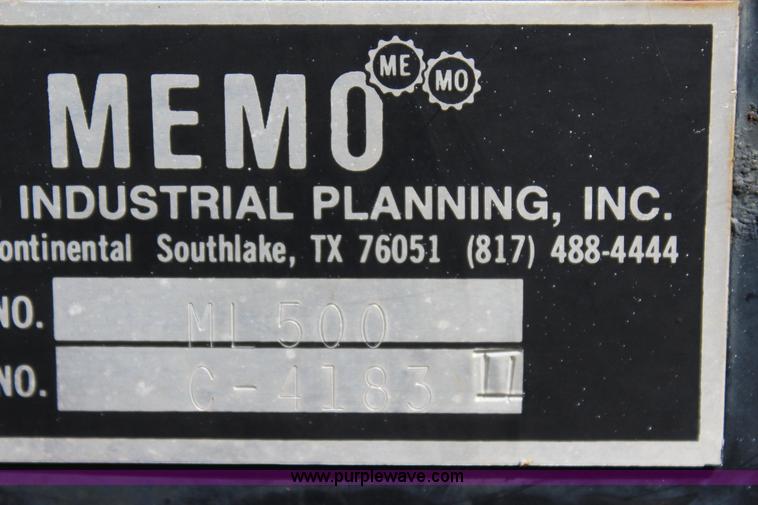 ME MO
MEMO
INDUSTRIAL PLANNING, INC.
ontinental Southlake, TX 76051 (817) 488-4444
NO. ML500
NO. C-4183
www.purplewave.com